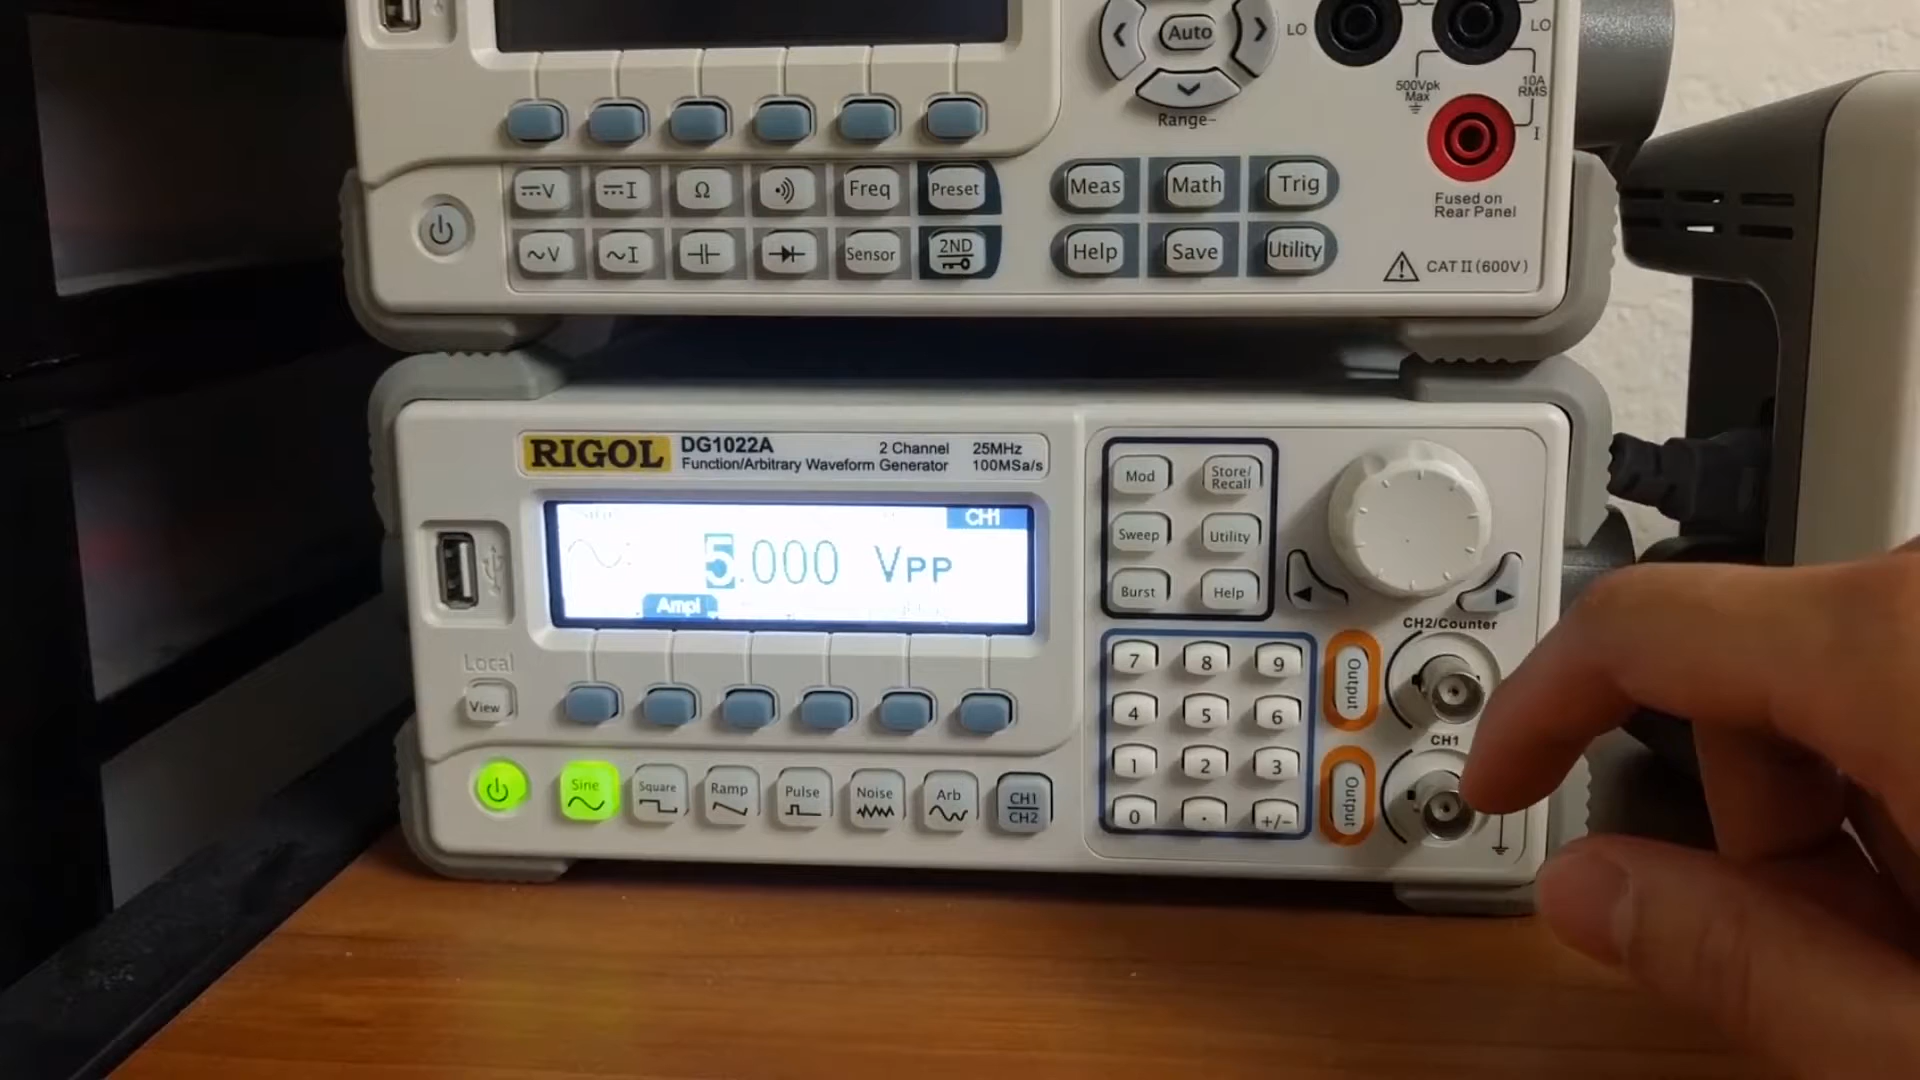 Auto
LO
LO
500Vpk
Max
10A
RMS
I
Range-
Fused on
Rear Panel
V
I
Ω
Freq
Preset
Meas
Math
Trig
~V
~I
Sensor
2ND
Help
Save
Utility
CAT II (600V)
RIGOL
DG1022A
Function/Arbitrary Waveform Generator
2 Channel
25MHz
100MSa/s
CH1
5.000 VPP
Ampl
Mod
Store/
Recall
Sweep
Utility
Burst
Help
CH2/Counter
7
8
9
Output
4
5
6
CH1
1
2
3
Output
0
.
+/-
Local
View
Sine
Square
Ramp
Pulse
Noise
Arb
CH1
CH2